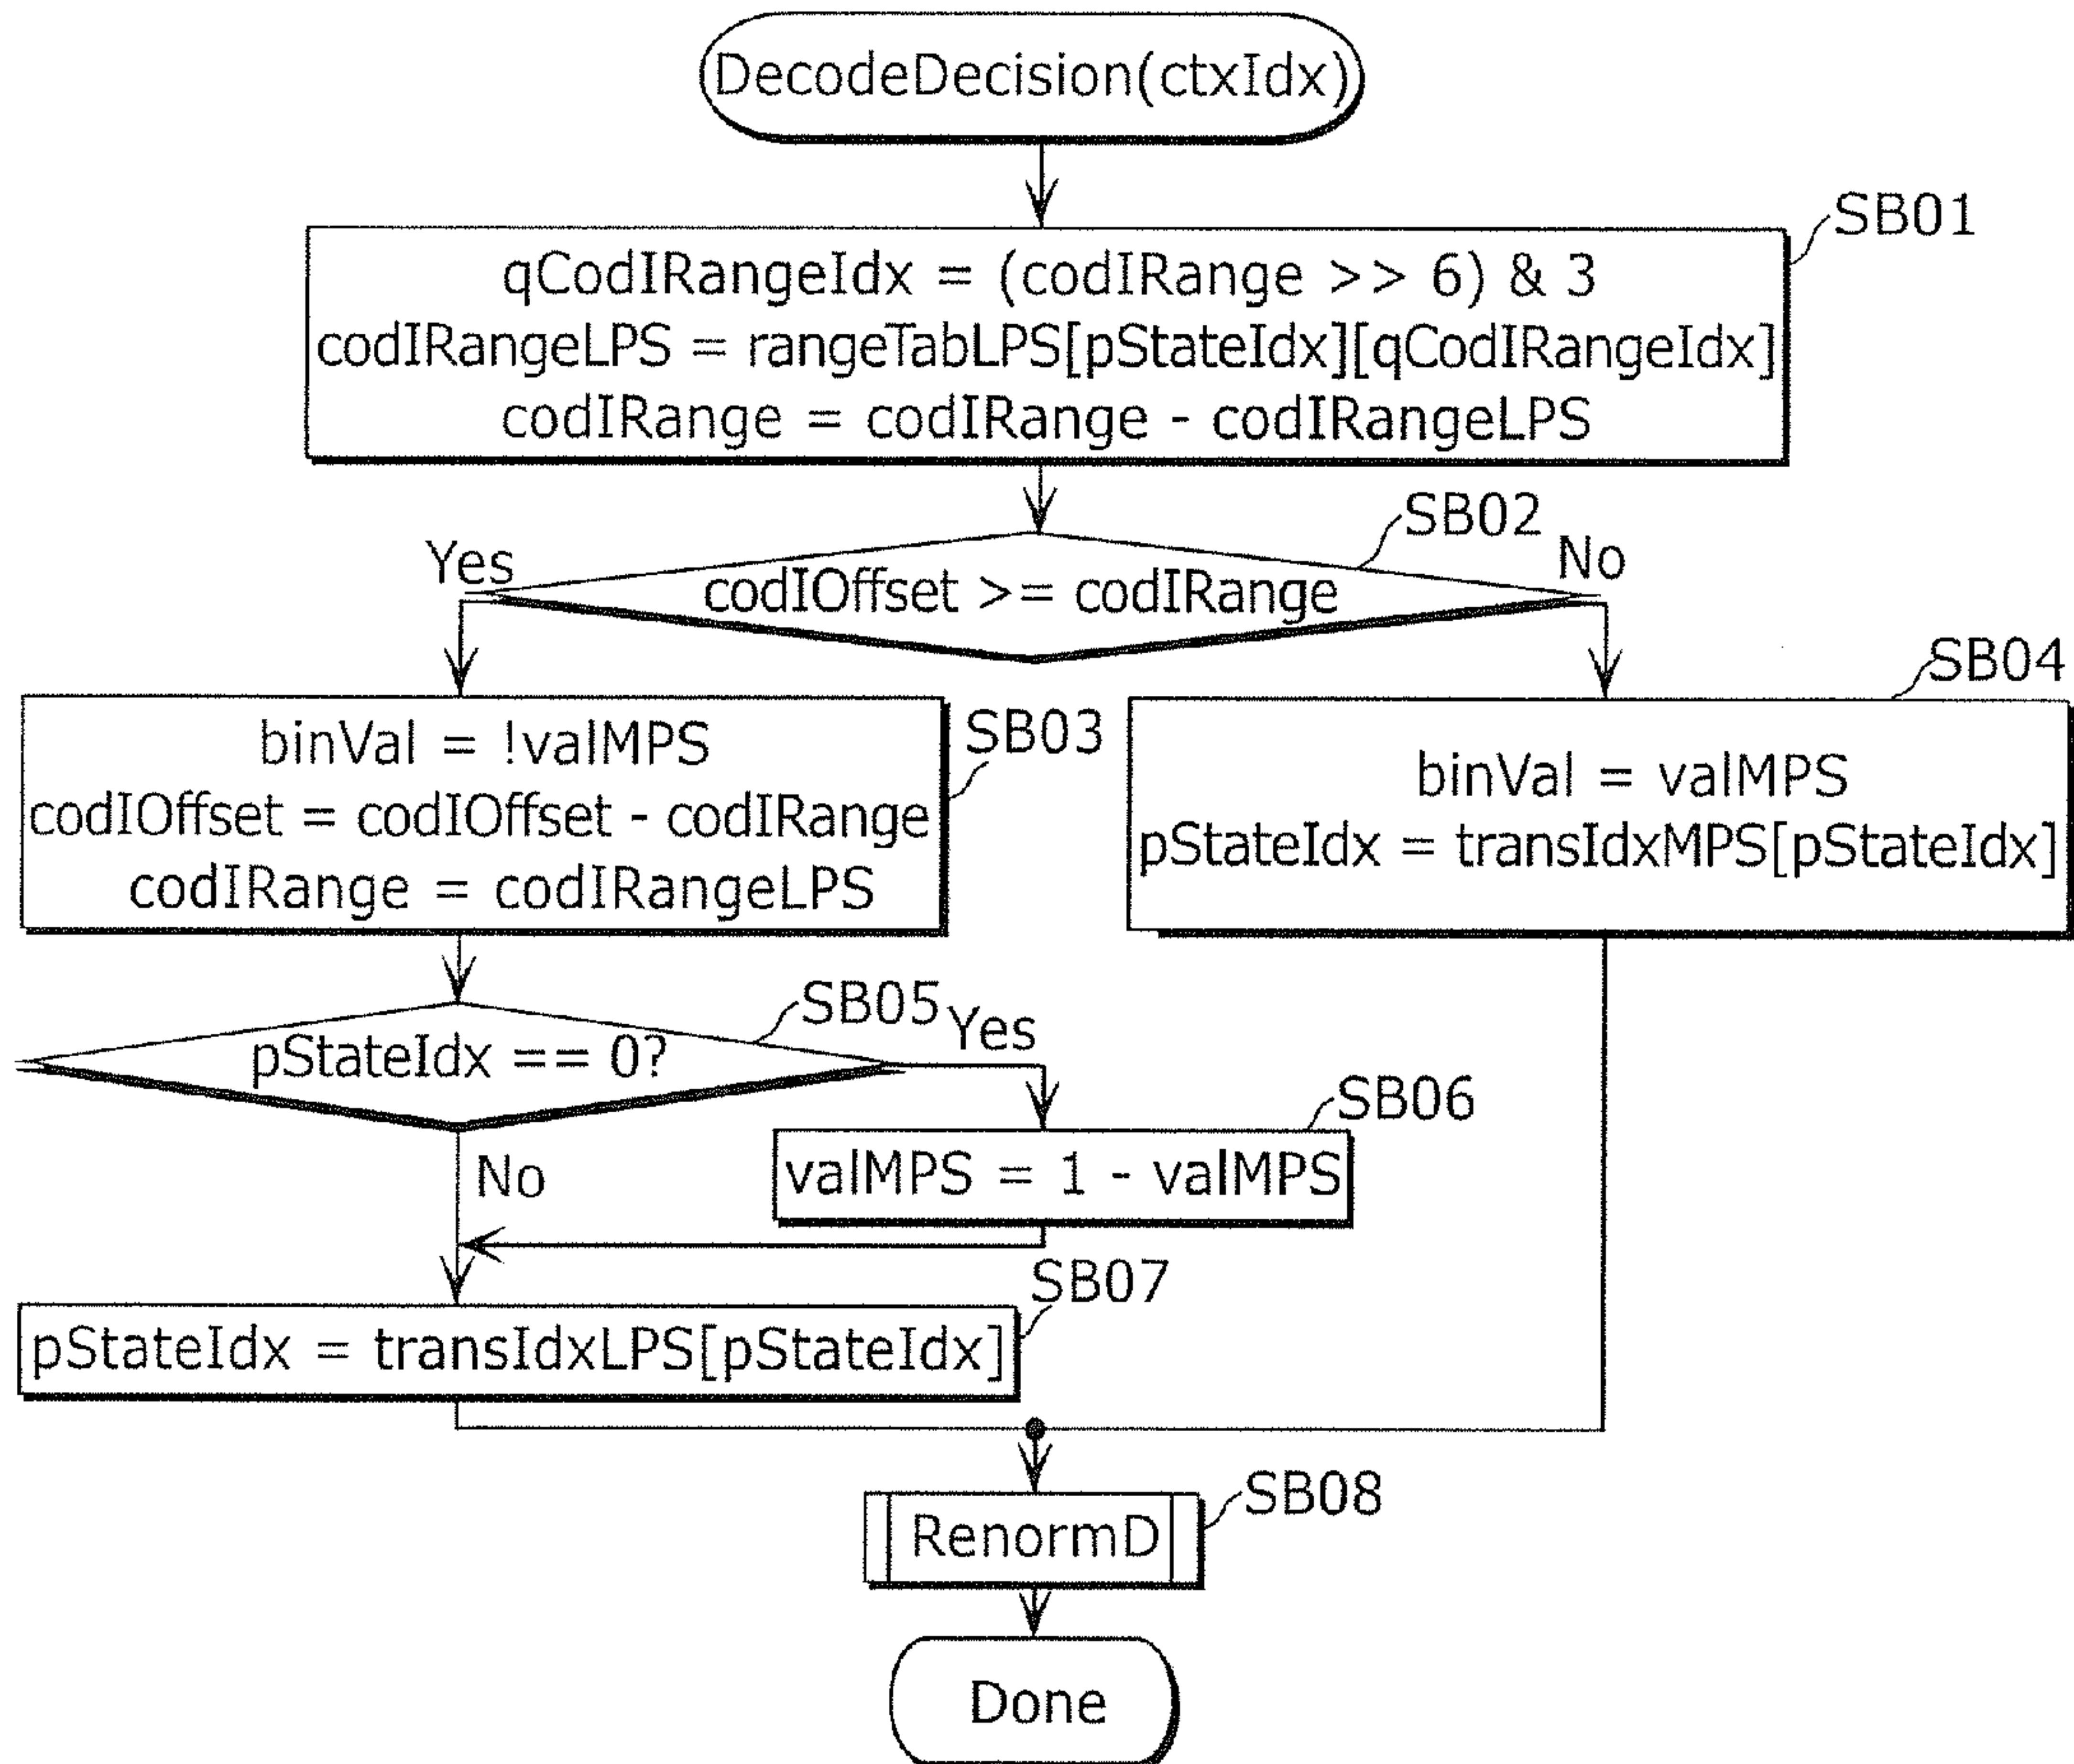 DecodeDecision(ctxIdx)
SB01
qCodIRangeIdx = (codIRange >> 6) & 3
codIRangeLPS = rangeTabLPS[pStateIdx][qCodIRangeIdx]
codIRange = codIRange - codIRangeLPS
SB02
Yes
No
codIOffset >= codIRange
SB04
SB03
binVal = !valMPS
codIOffset = codIOffset - codIRange
codIRange = codIRangeLPS
binVal = valMPS
pStateIdx = transIdxMPS[pStateIdx]
SB05
Yes
pStateIdx == 0?
SB06
valMPS = 1 - valMPS
No
SB07
pStateIdx = transIdxLPS[pStateIdx]
SB08
RenormD
Done